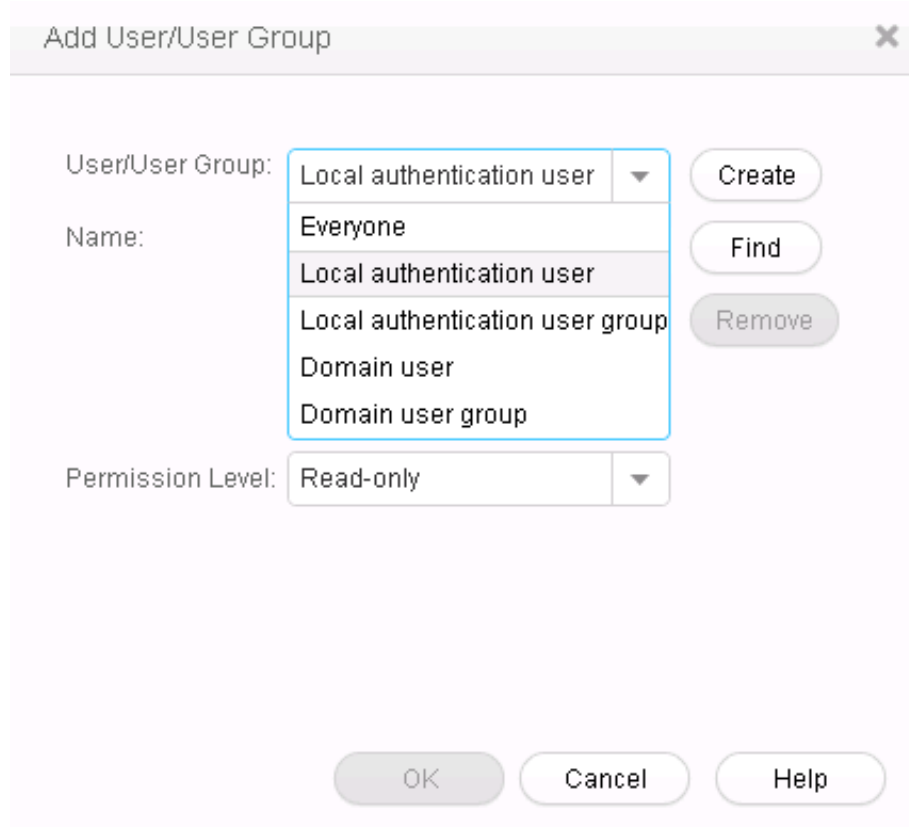 Add User/User Group
User/User Group: Local authentication user Create
Everyone
Name: Find
Local authentication user
Local authentication user group Remove
Domain user
Domain user group
Permission Level: Read-only
OK Cancel Help